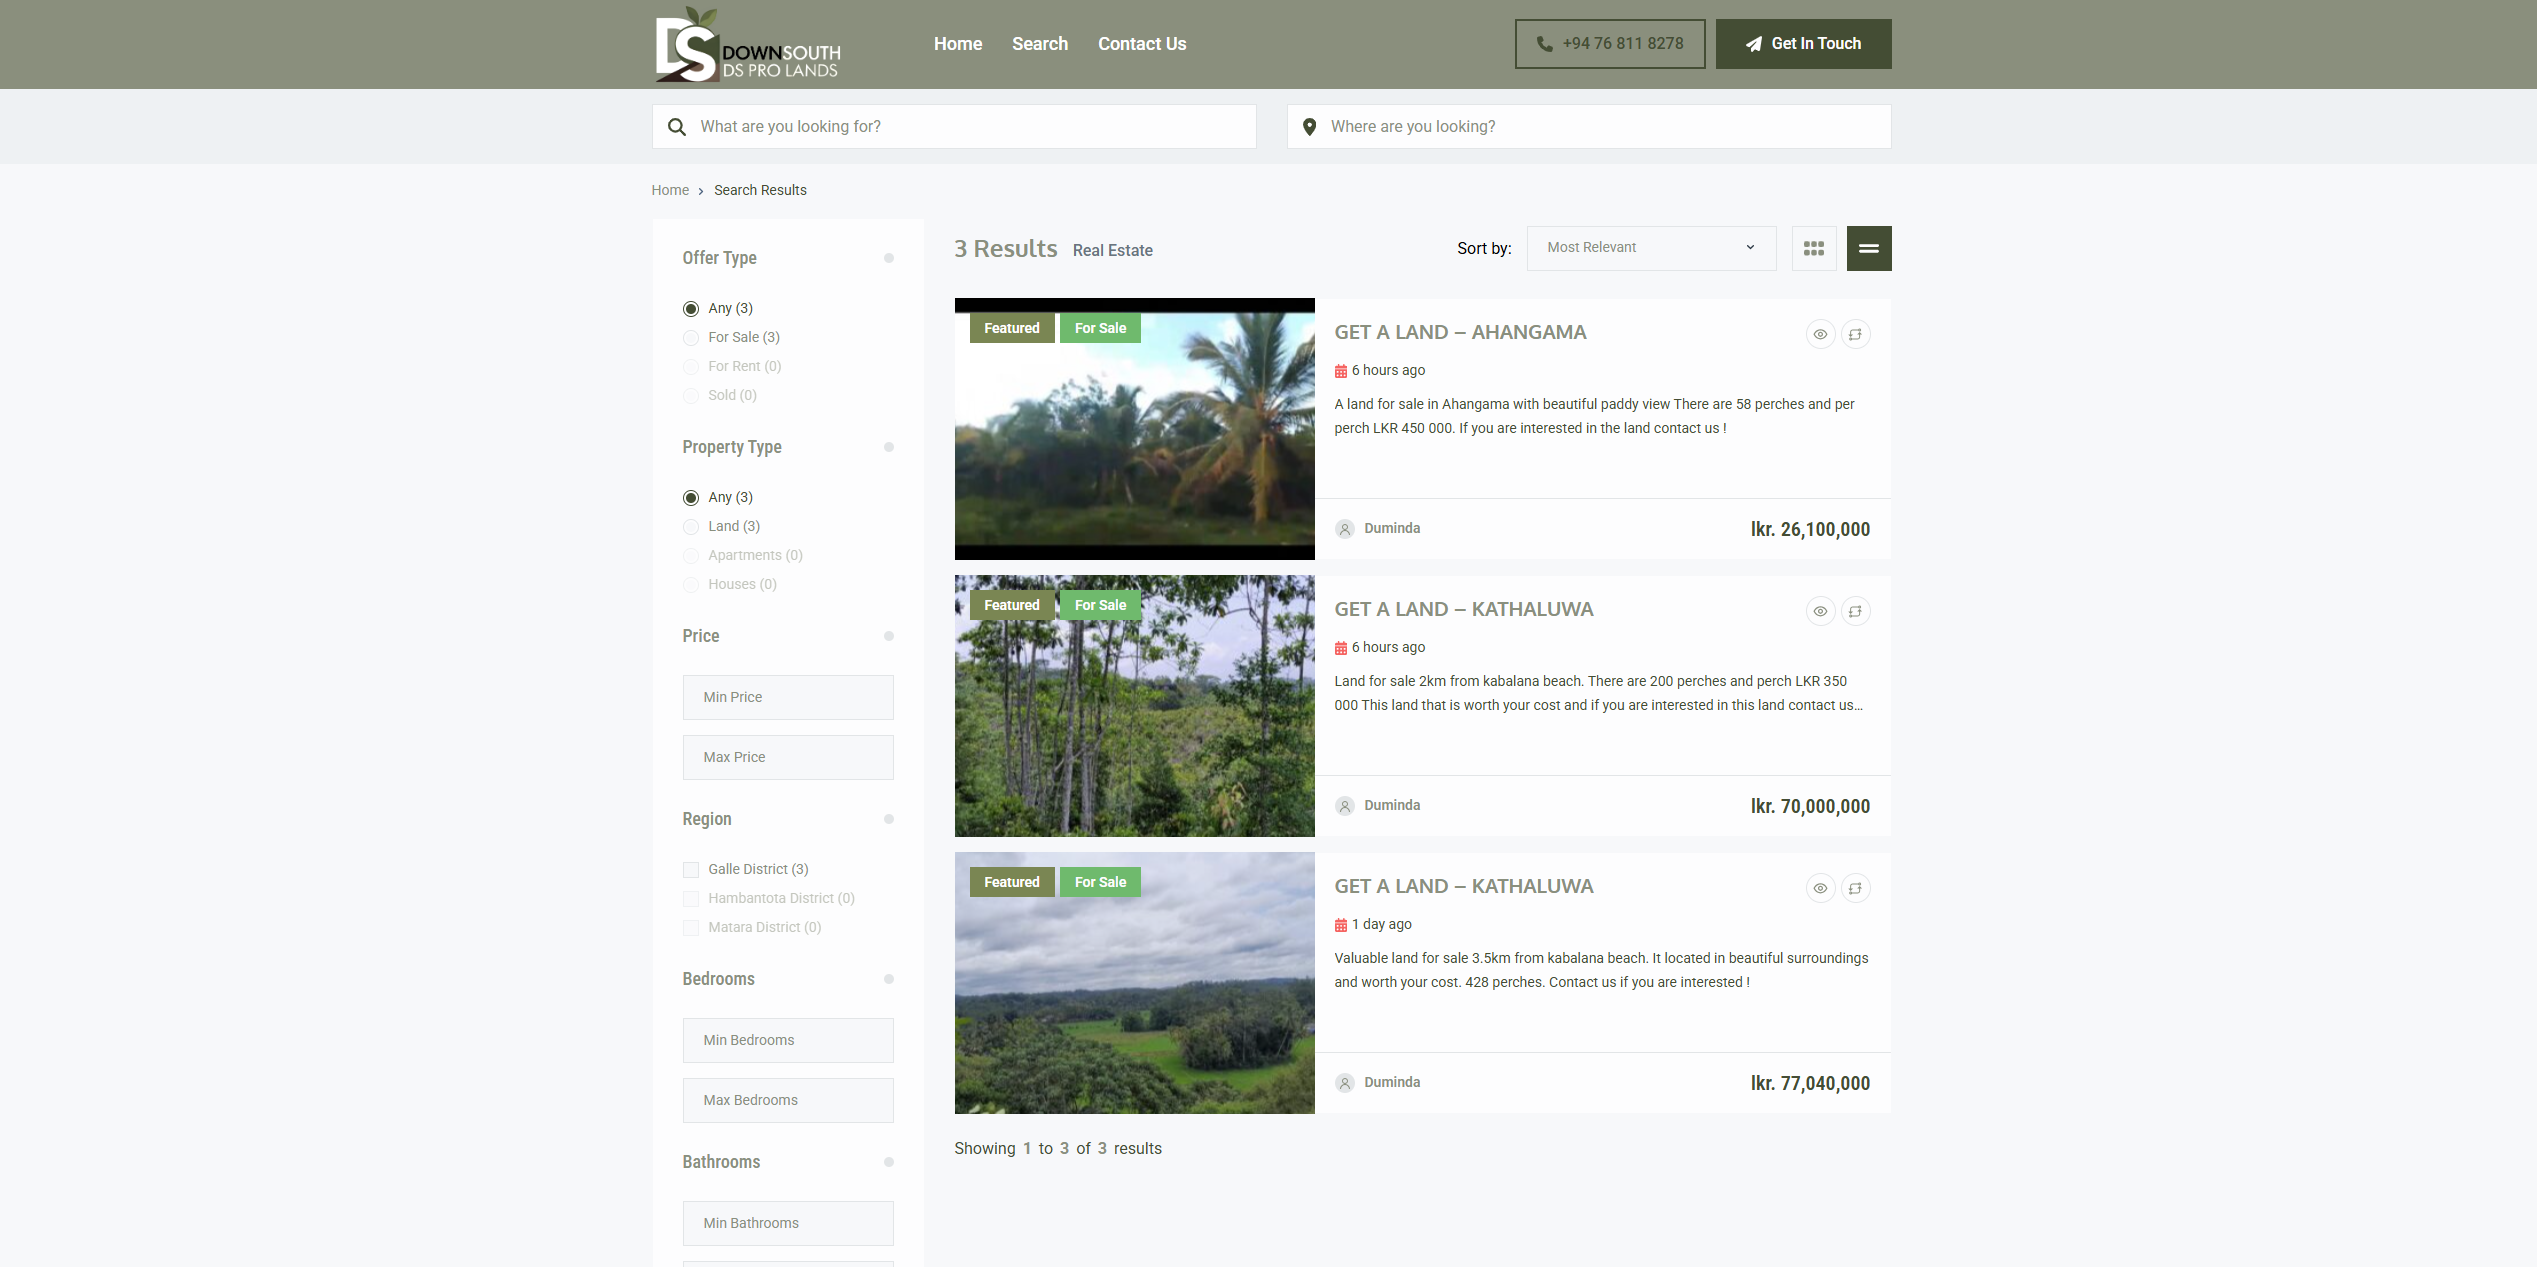 DS DOWNSOUTH
DS PRO LANDS
Home
Search
Contact Us
+94 76 811 8278
Get In Touch
What are you looking for?
Where are you looking?
Home › Search Results
Offer Type
Any (3)
For Sale (3)
For Rent (0)
Sold (0)
Property Type
Any (3)
Land (3)
Apartments (0)
Houses (0)
Price
Min Price
Max Price
Region
Galle District (3)
Hambantota District (0)
Matara District (0)
Bedrooms
Min Bedrooms
Max Bedrooms
Bathrooms
Min Bathrooms
3 Results Real Estate
Sort by: Most Relevant
Featured For Sale
GET A LAND – AHANGAMA
6 hours ago
A land for sale in Ahangama with beautiful paddy view There are 58 perches and per
perch LKR 450 000. If you are interested in the land contact us !
Duminda
lkr. 26,100,000
Featured For Sale
GET A LAND – KATHALUWA
6 hours ago
Land for sale 2km from kabalana beach. There are 200 perches and perch LKR 350
000 This land that is worth your cost and if you are interested in this land contact us...
Duminda
lkr. 70,000,000
Featured For Sale
GET A LAND – KATHALUWA
1 day ago
Valuable land for sale 3.5km from kabalana beach. It located in beautiful surroundings
and worth your cost. 428 perches. Contact us if you are interested !
Duminda
lkr. 77,040,000
Showing 1 to 3 of 3 results